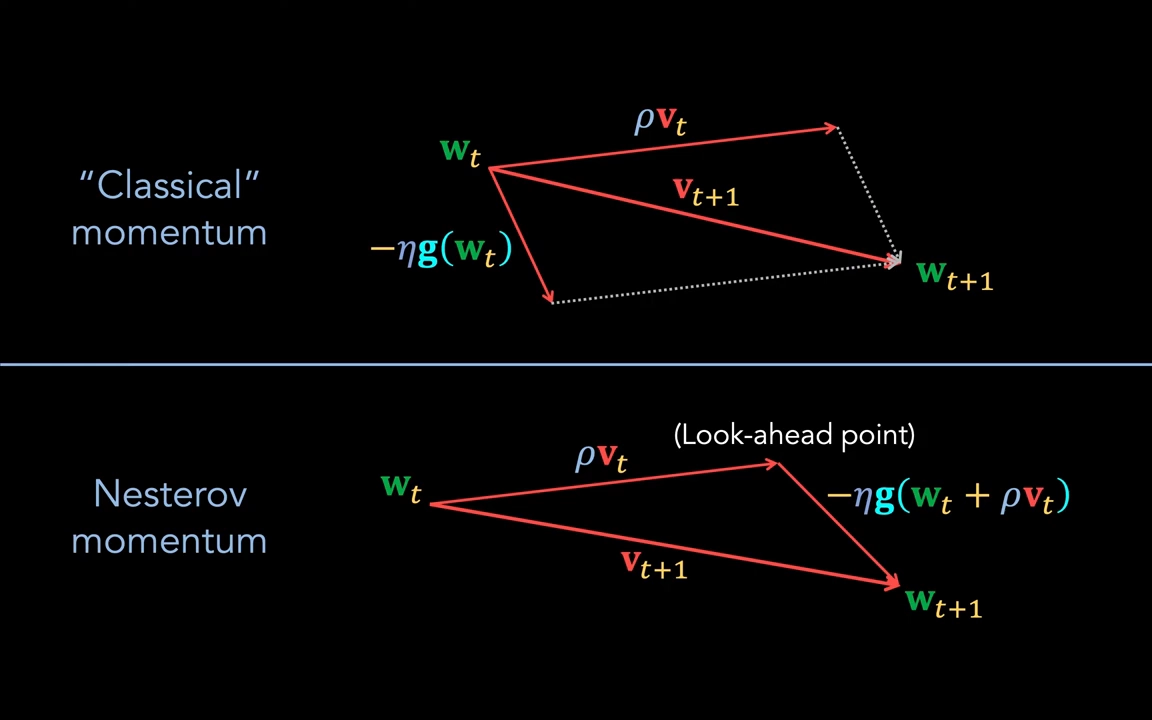 “Classical”
momentum
ρv_t
w_t
v_{t+1}
−ηg(w_t)
w_{t+1}
Nesterov
momentum
(Look-ahead point)
ρv_t
w_t
−ηg(w_t + ρv_t)
v_{t+1}
w_{t+1}